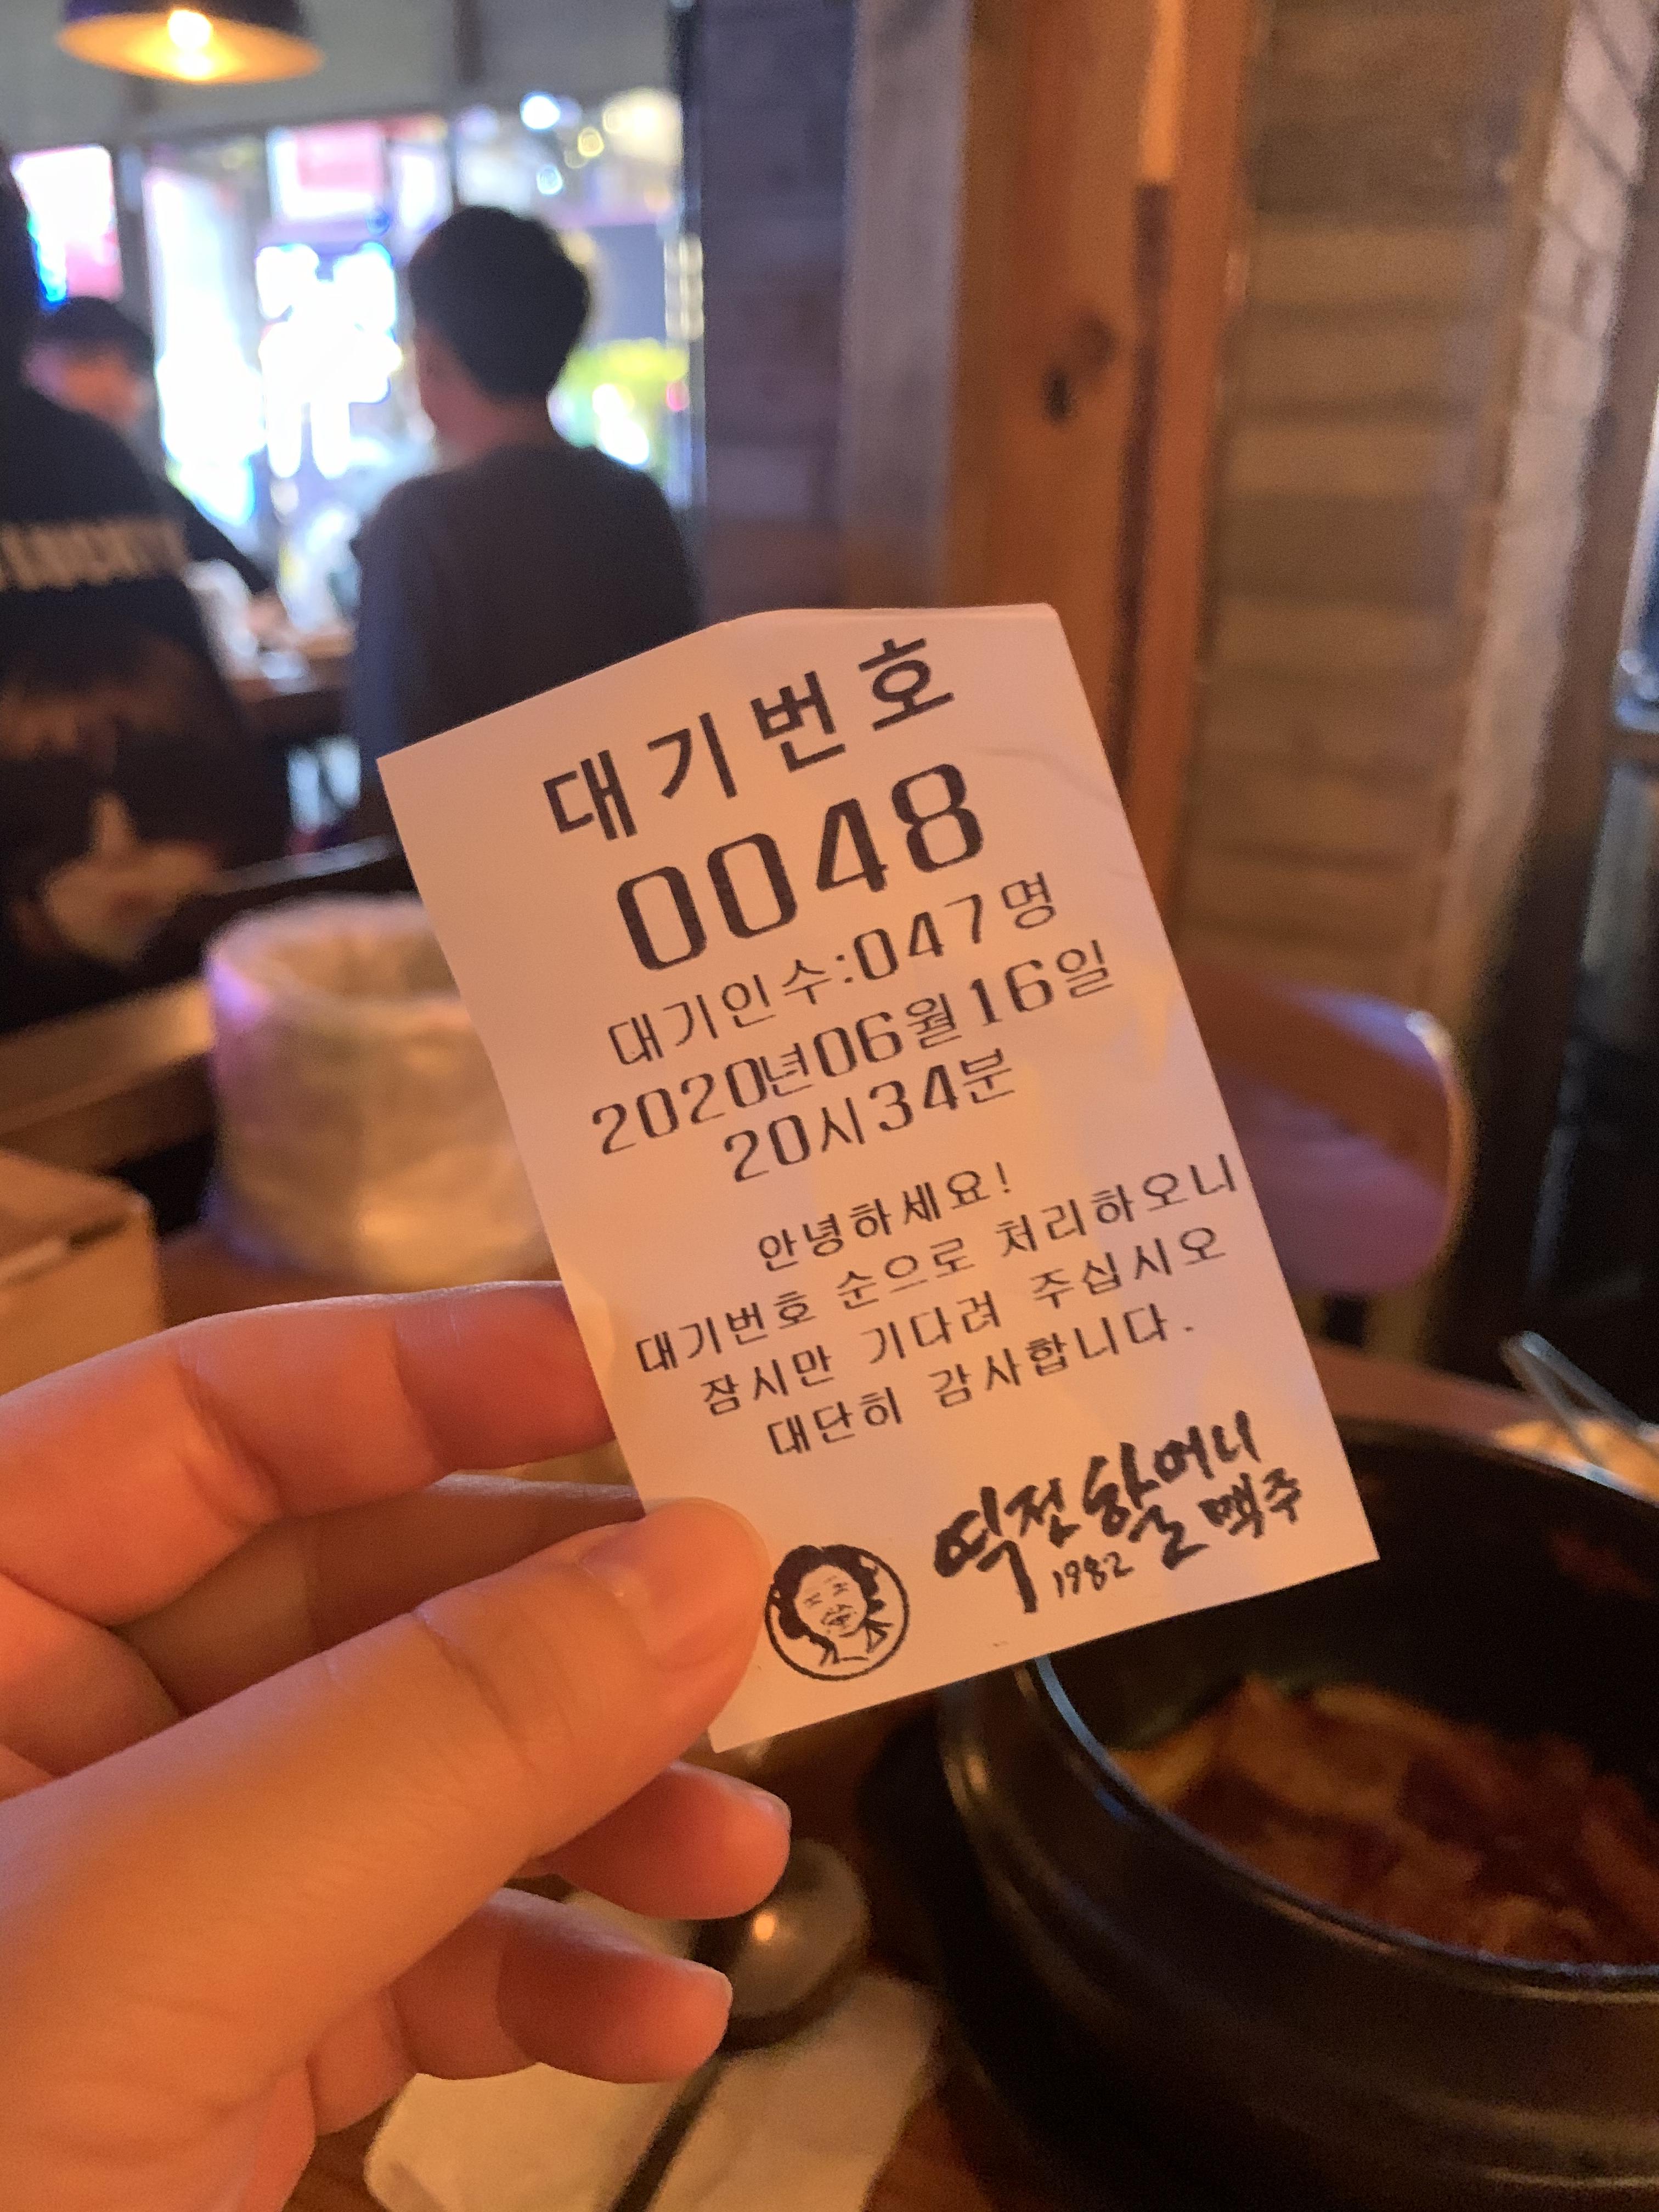 대기번호
0048
대기인수:047명
2020년06월16일
20시34분
안녕하세요!
대기번호 순으로 처리하오니
잠시만 기다려 주십시오
대단히 감사합니다.
역전할머니
맥주
1982